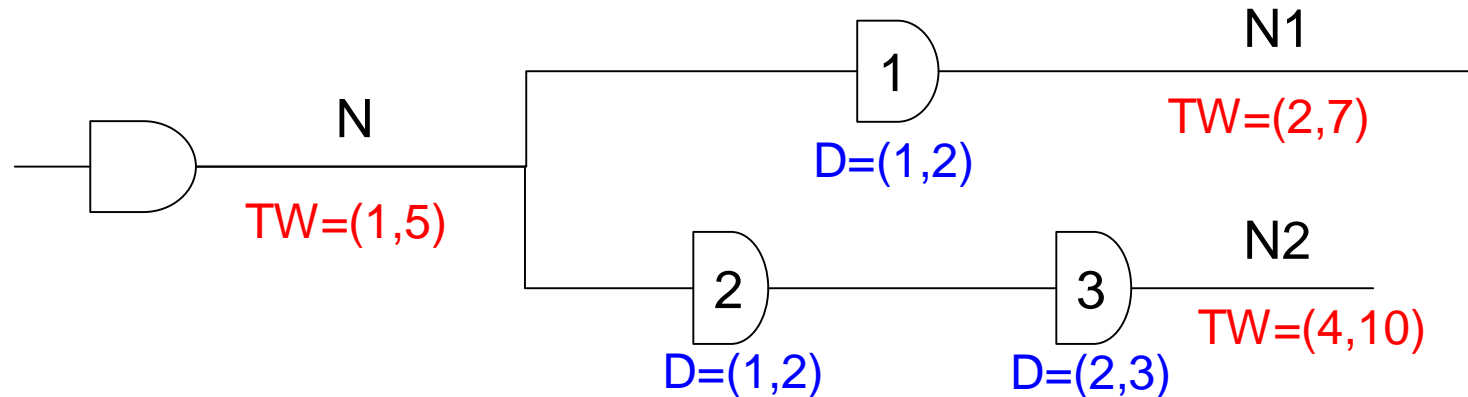 N1
1
TW=(2,7)
N
D=(1,2)
TW=(1,5)
N2
2
3
TW=(4,10)
D=(1,2)
D=(2,3)